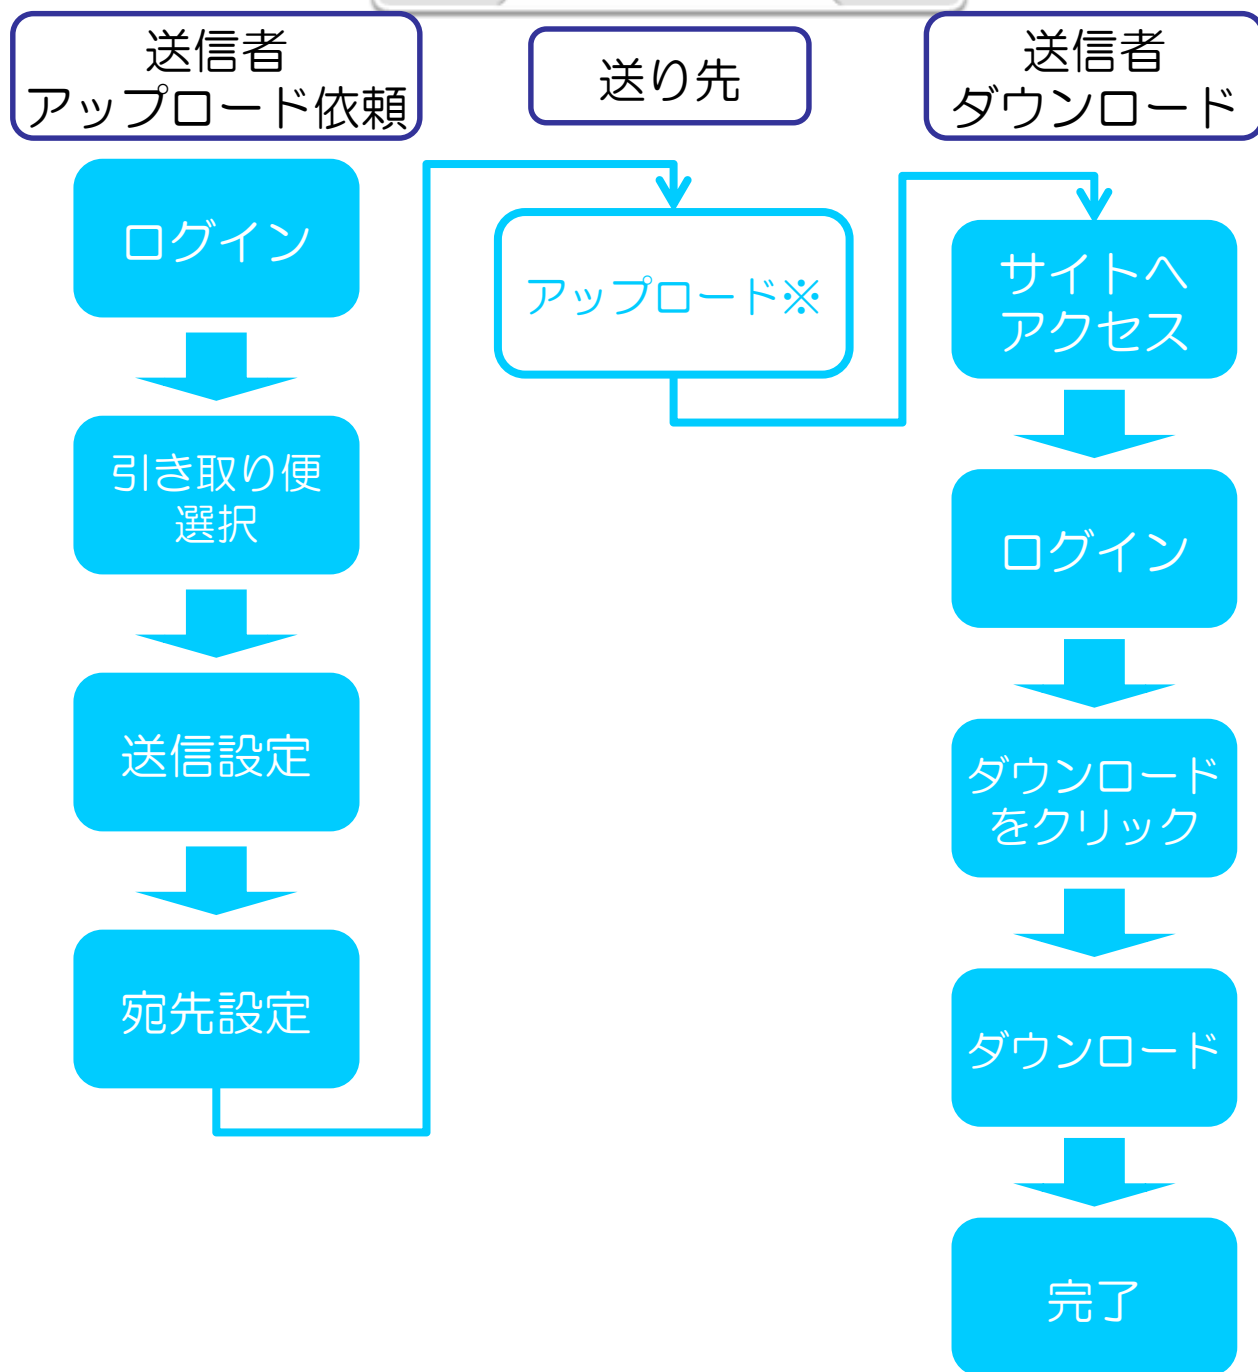 送信者
アップロード依頼
送り先
送信者
ダウンロード
ログイン
引き取り便
選択
送信設定
宛先設定
アップロード※
サイトへ
アクセス
ログイン
ダウンロード
をクリック
ダウンロード
完了